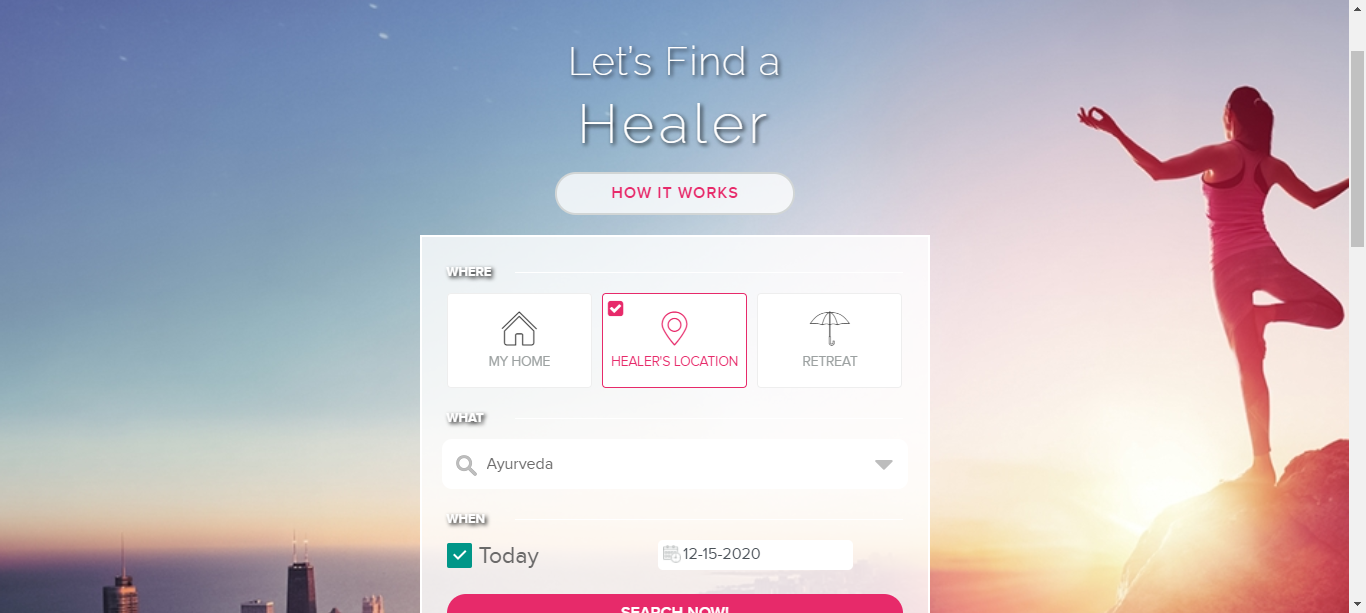 Let's Find a
Healer
HOW IT WORKS
WHERE
MY HOME
HEALER'S LOCATION
RETREAT
WHAT
Ayurveda
WHEN
Today
12-15-2020
SEARCH NOW!